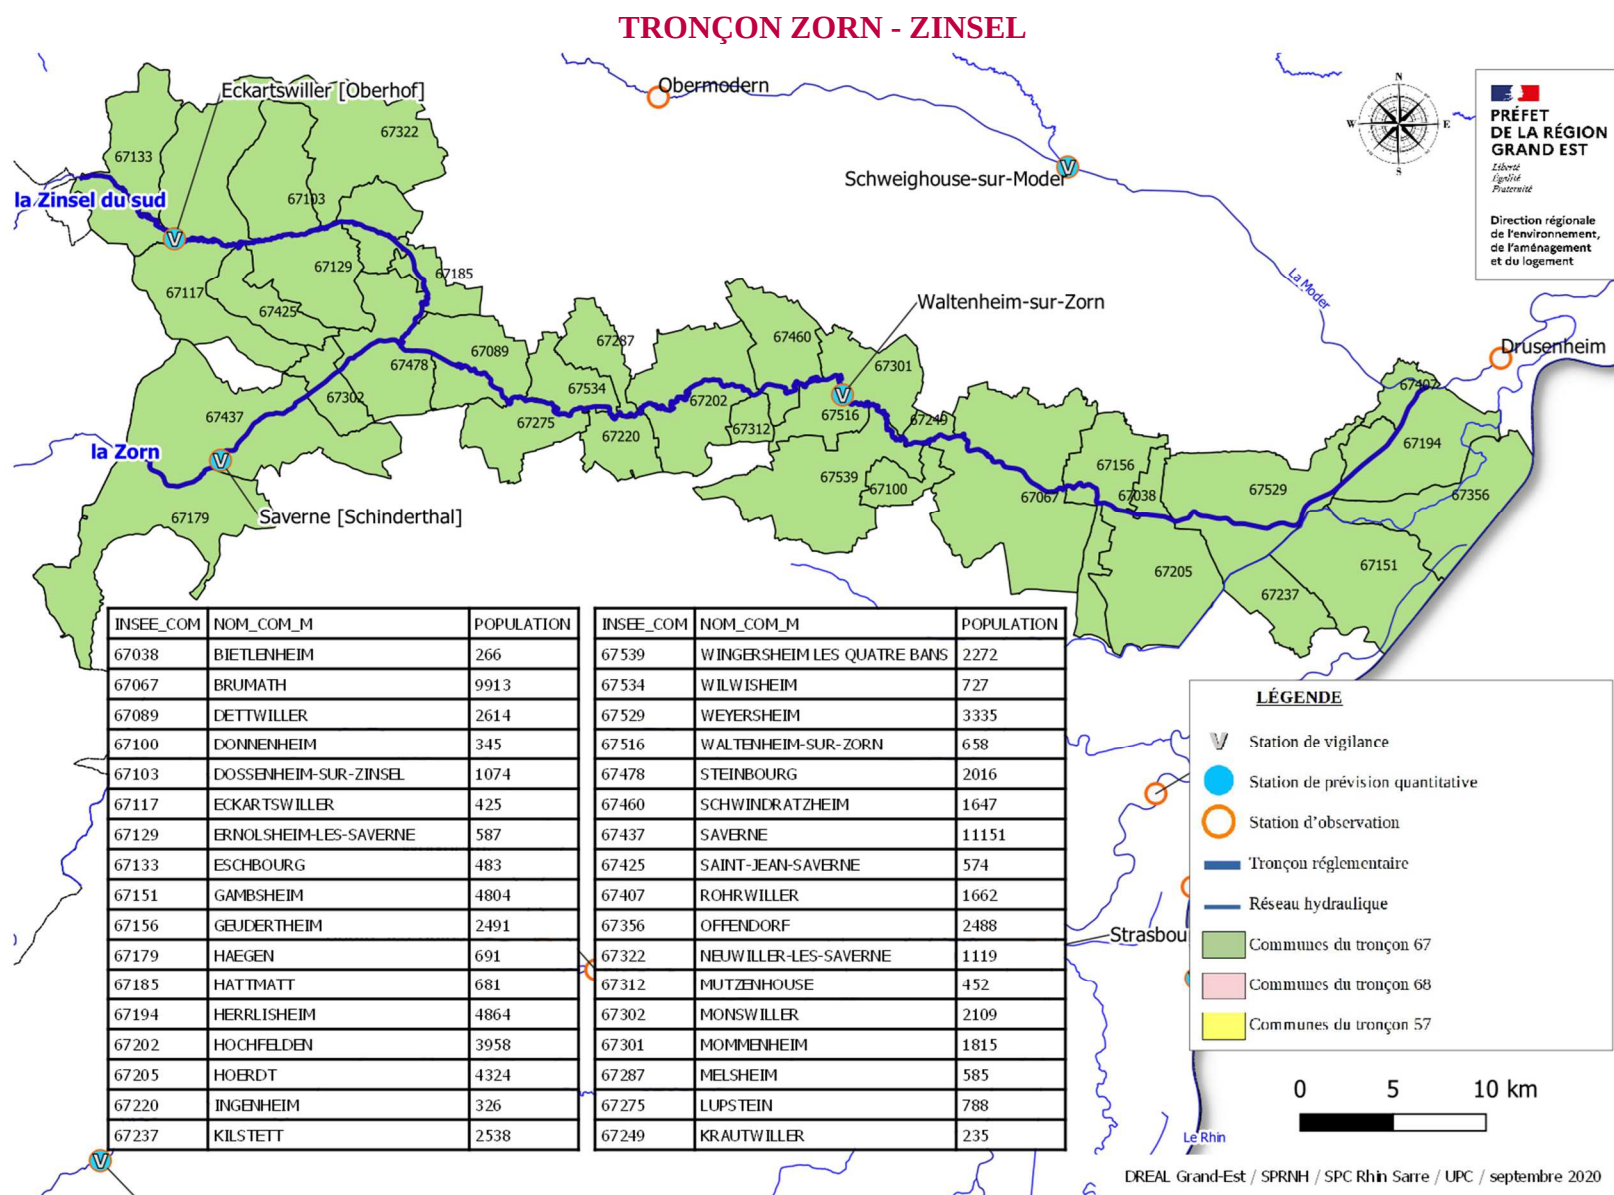 TRONÇON ZORN - ZINSEL
Eckartswiller [Oberhof]
Obermodern
67322
67133
Schweighouse-sur-Moder
la Zinsel du sud
67103
67129
67185
67117
67425
La Moder
Waltenheim-sur-Zorn
67287
67460
67089
67478
67301
Drusenheim
67534
67407
67302
67437
67202
67275
67516
67249
67220
67312
67194
la Zorn
67156
67539
67100
67067
67038
67529
67356
67179
Saverne [Schinderthal]
67205
67151
67237
N
W
E
S
PRÉFET
DE LA RÉGION
GRAND EST
Liberté
Égalité
Fraternité
Direction régionale
de l'environnement,
de l'aménagement
et du logement
INSEE_COM NOM_COM_M POPULATION
67038 BIETLENHEIM 266
67067 BRUMATH 9913
67089 DETTWILLER 2614
67100 DONNENHEIM 345
67103 DOSSENHEIM-SUR-ZINSEL 1074
67117 ECKARTSWILLER 425
67129 ERNOLSHEIM-LES-SAVERNE 587
67133 ESCHBOURG 483
67151 GAMBSHEIM 4804
67156 GEUDERTHEIM 2491
67179 HAEGEN 691
67185 HATTMATT 681
67194 HERRLISHEIM 4864
67202 HOCHFELDEN 3958
67205 HOERDT 4324
67220 INGENHEIM 326
67237 KILSTETT 2538
INSEE_COM NOM_COM_M POPULATION
67539 WINGERSHEIM LES QUATRE BANS 2272
67534 WILWISHEIM 727
67529 WEYERSHEIM 3335
67516 WALTENHEIM-SUR-ZORN 658
67478 STEINBOURG 2016
67460 SCHWINDRATZHEIM 1647
67437 SAVERNE 11151
67425 SAINT-JEAN-SAVERNE 574
67407 ROHRWILLER 1662
67356 OFFENDORF 2488
67322 NEUWILLER-LES-SAVERNE 1119
67312 MUTZENHOUSE 452
67302 MONSWILLER 2109
67301 MOMMENHEIM 1815
67287 MELSHEIM 585
67275 LUPSTEIN 788
67249 KRAUTWILLER 235
Strasbou
LÉGENDE
V Station de vigilance
Station de prévision quantitative
Station d'observation
Tronçon réglementaire
Réseau hydraulique
Communes du tronçon 67
Communes du tronçon 68
Communes du tronçon 57
0 5 10 km
Le Rhin
DREAL Grand-Est / SPRNH / SPC Rhin Sarre / UPC / septembre 2020